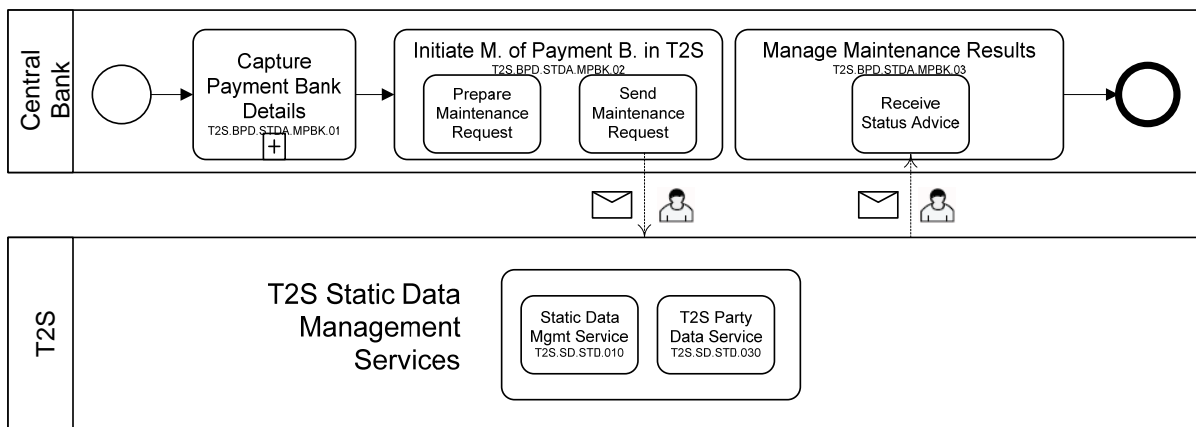 Central
Bank
Capture
Payment Bank
Details
T2S.BPD.STDA.MPBK.01
Initiate M. of Payment B. in T2S
T2S.BPD.STDA.MPBK.02
Prepare
Maintenance
Request
Send
Maintenance
Request
Manage Maintenance Results
T2S.BPD.STDA.MPBK.03
Receive
Status Advice
T2S
T2S Static Data
Management
Services
Static Data
Mgmt Service
T2S.SD.STD.010
T2S Party
Data Service
T2S.SD.STD.030